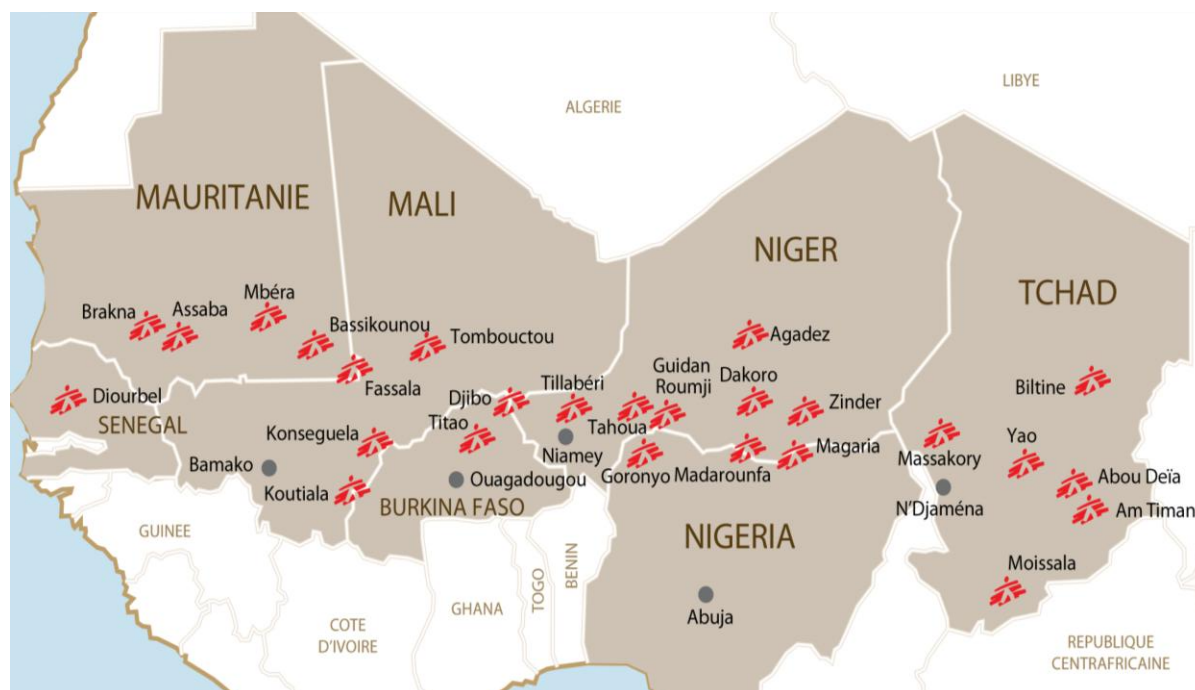 LIBYE
ALGERIE
MAURITANIE
MALI
NIGER
TCHAD
Mbéra
Brakna
Assaba
Bassikounou
Tombouctou
Agadez
Fassala
Diourbel
SENEGAL
Djibo
Tillabéri
Guidan
Roumji
Dakoro
Zinder
Biltine
Konseguela
Titao
Tahoua
Niamey
Goronyo
Madarounfa
Magaria
Massakory
Yao
Bamako
Koutiala
Ouagadougou
BURKINA FASO
N'Djaména
Abou Deïa
Am Timan
GUINEE
NIGERIA
Moissala
COTE
D'IVOIRE
GHANA
TOGO
BENIN
Abuja
REPUBLIQUE
CENTRAFRICAINE